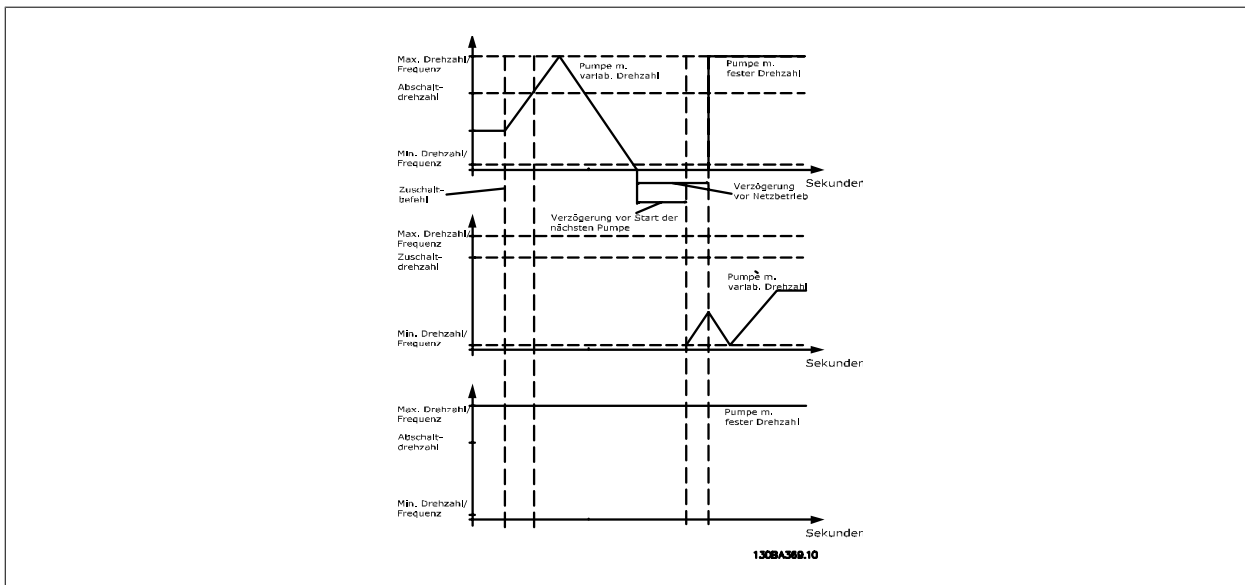 Max. Drehzahl/
Frequenz
Pumpe m.
variab. Drehzahl
Pumpe m.
fester Drehzahl
Abschalt-
drehzahl
Min. Drehzahl/
Frequenz
Sekunder
Zuschalt-
befehl
Verzögerung
vor Netzbetrieb
Verzögerung vor Start der
nächsten Pumpe
Max. Drehzahl/
Frequenz
Zuschalt-
drehzahl
Pumpe m.
variab. Drehzahl
Min. Drehzahl/
Frequenz
Sekunder
Max. Drehzahl/
Frequenz
Pumpe m.
fester Drehzahl
Abschalt-
drehzahl
Min. Drehzahl/
Frequenz
Sekunder
130BA369.10